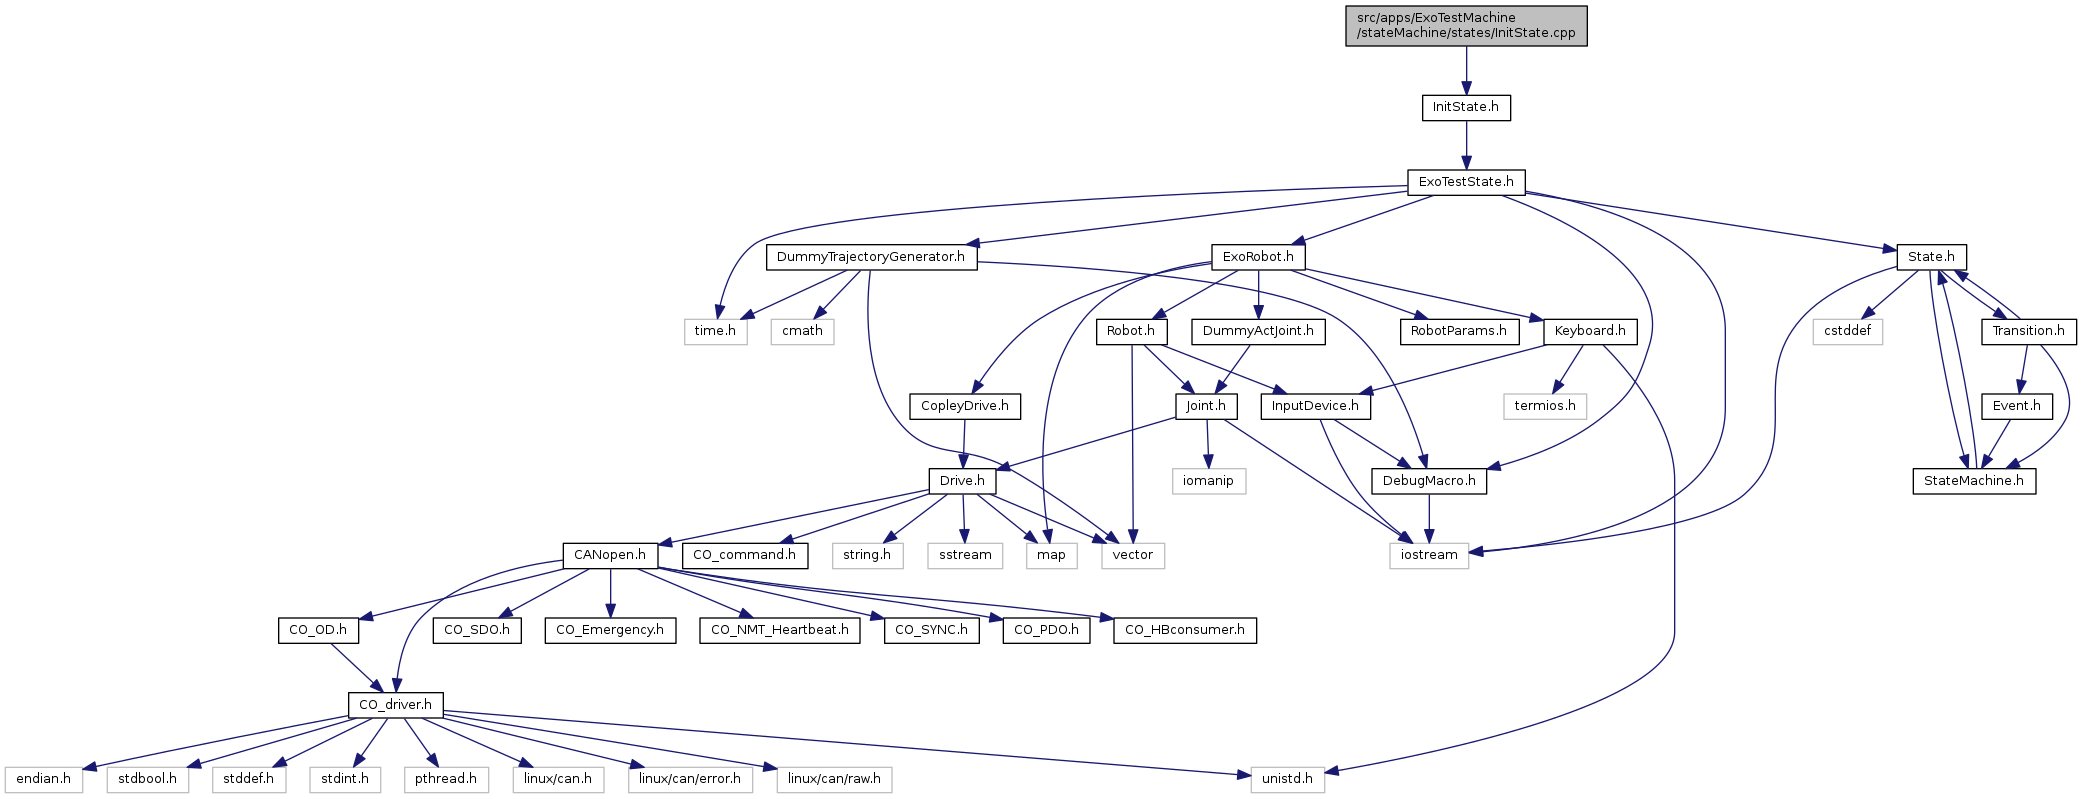 src/apps/ExoTestMachine
/stateMachine/states/InitState.cpp
InitState.h
ExoTestState.h
DummyTrajectoryGenerator.h
ExoRobot.h
State.h
time.h
cmath
Robot.h
DummyActJoint.h
RobotParams.h
Keyboard.h
cstddef
Transition.h
CopleyDrive.h
Joint.h
InputDevice.h
termios.h
Event.h
Drive.h
iomanip
DebugMacro.h
StateMachine.h
CANopen.h
CO_command.h
string.h
sstream
map
vector
iostream
CO_OD.h
CO_SDO.h
CO_Emergency.h
CO_NMT_Heartbeat.h
CO_SYNC.h
CO_PDO.h
CO_HBconsumer.h
CO_driver.h
endian.h
stdbool.h
stddef.h
stdint.h
pthread.h
linux/can.h
linux/can/error.h
linux/can/raw.h
unistd.h